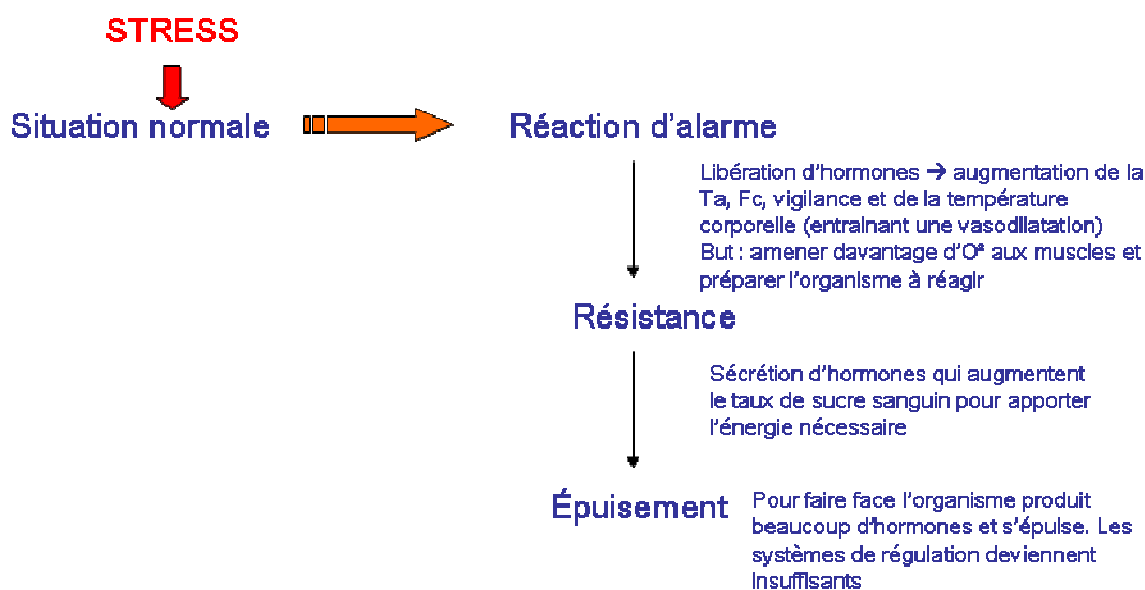 STRESS
Situation normale
Réaction d'alarme
Libération d'hormones → augmentation de la
Ta, Fc, vigilance et de la température
corporelle (entrainant une vasodilatation)
But : amener davantage d'O² aux muscles et
préparer l'organisme à réagir
Résistance
Sécrétion d'hormones qui augmentent
le taux de sucre sanguin pour apporter
l'énergie nécessaire
Épuisement
Pour faire face l'organisme produit
beaucoup d'hormones et s'épuise. Les
systèmes de régulation deviennent
insuffisants